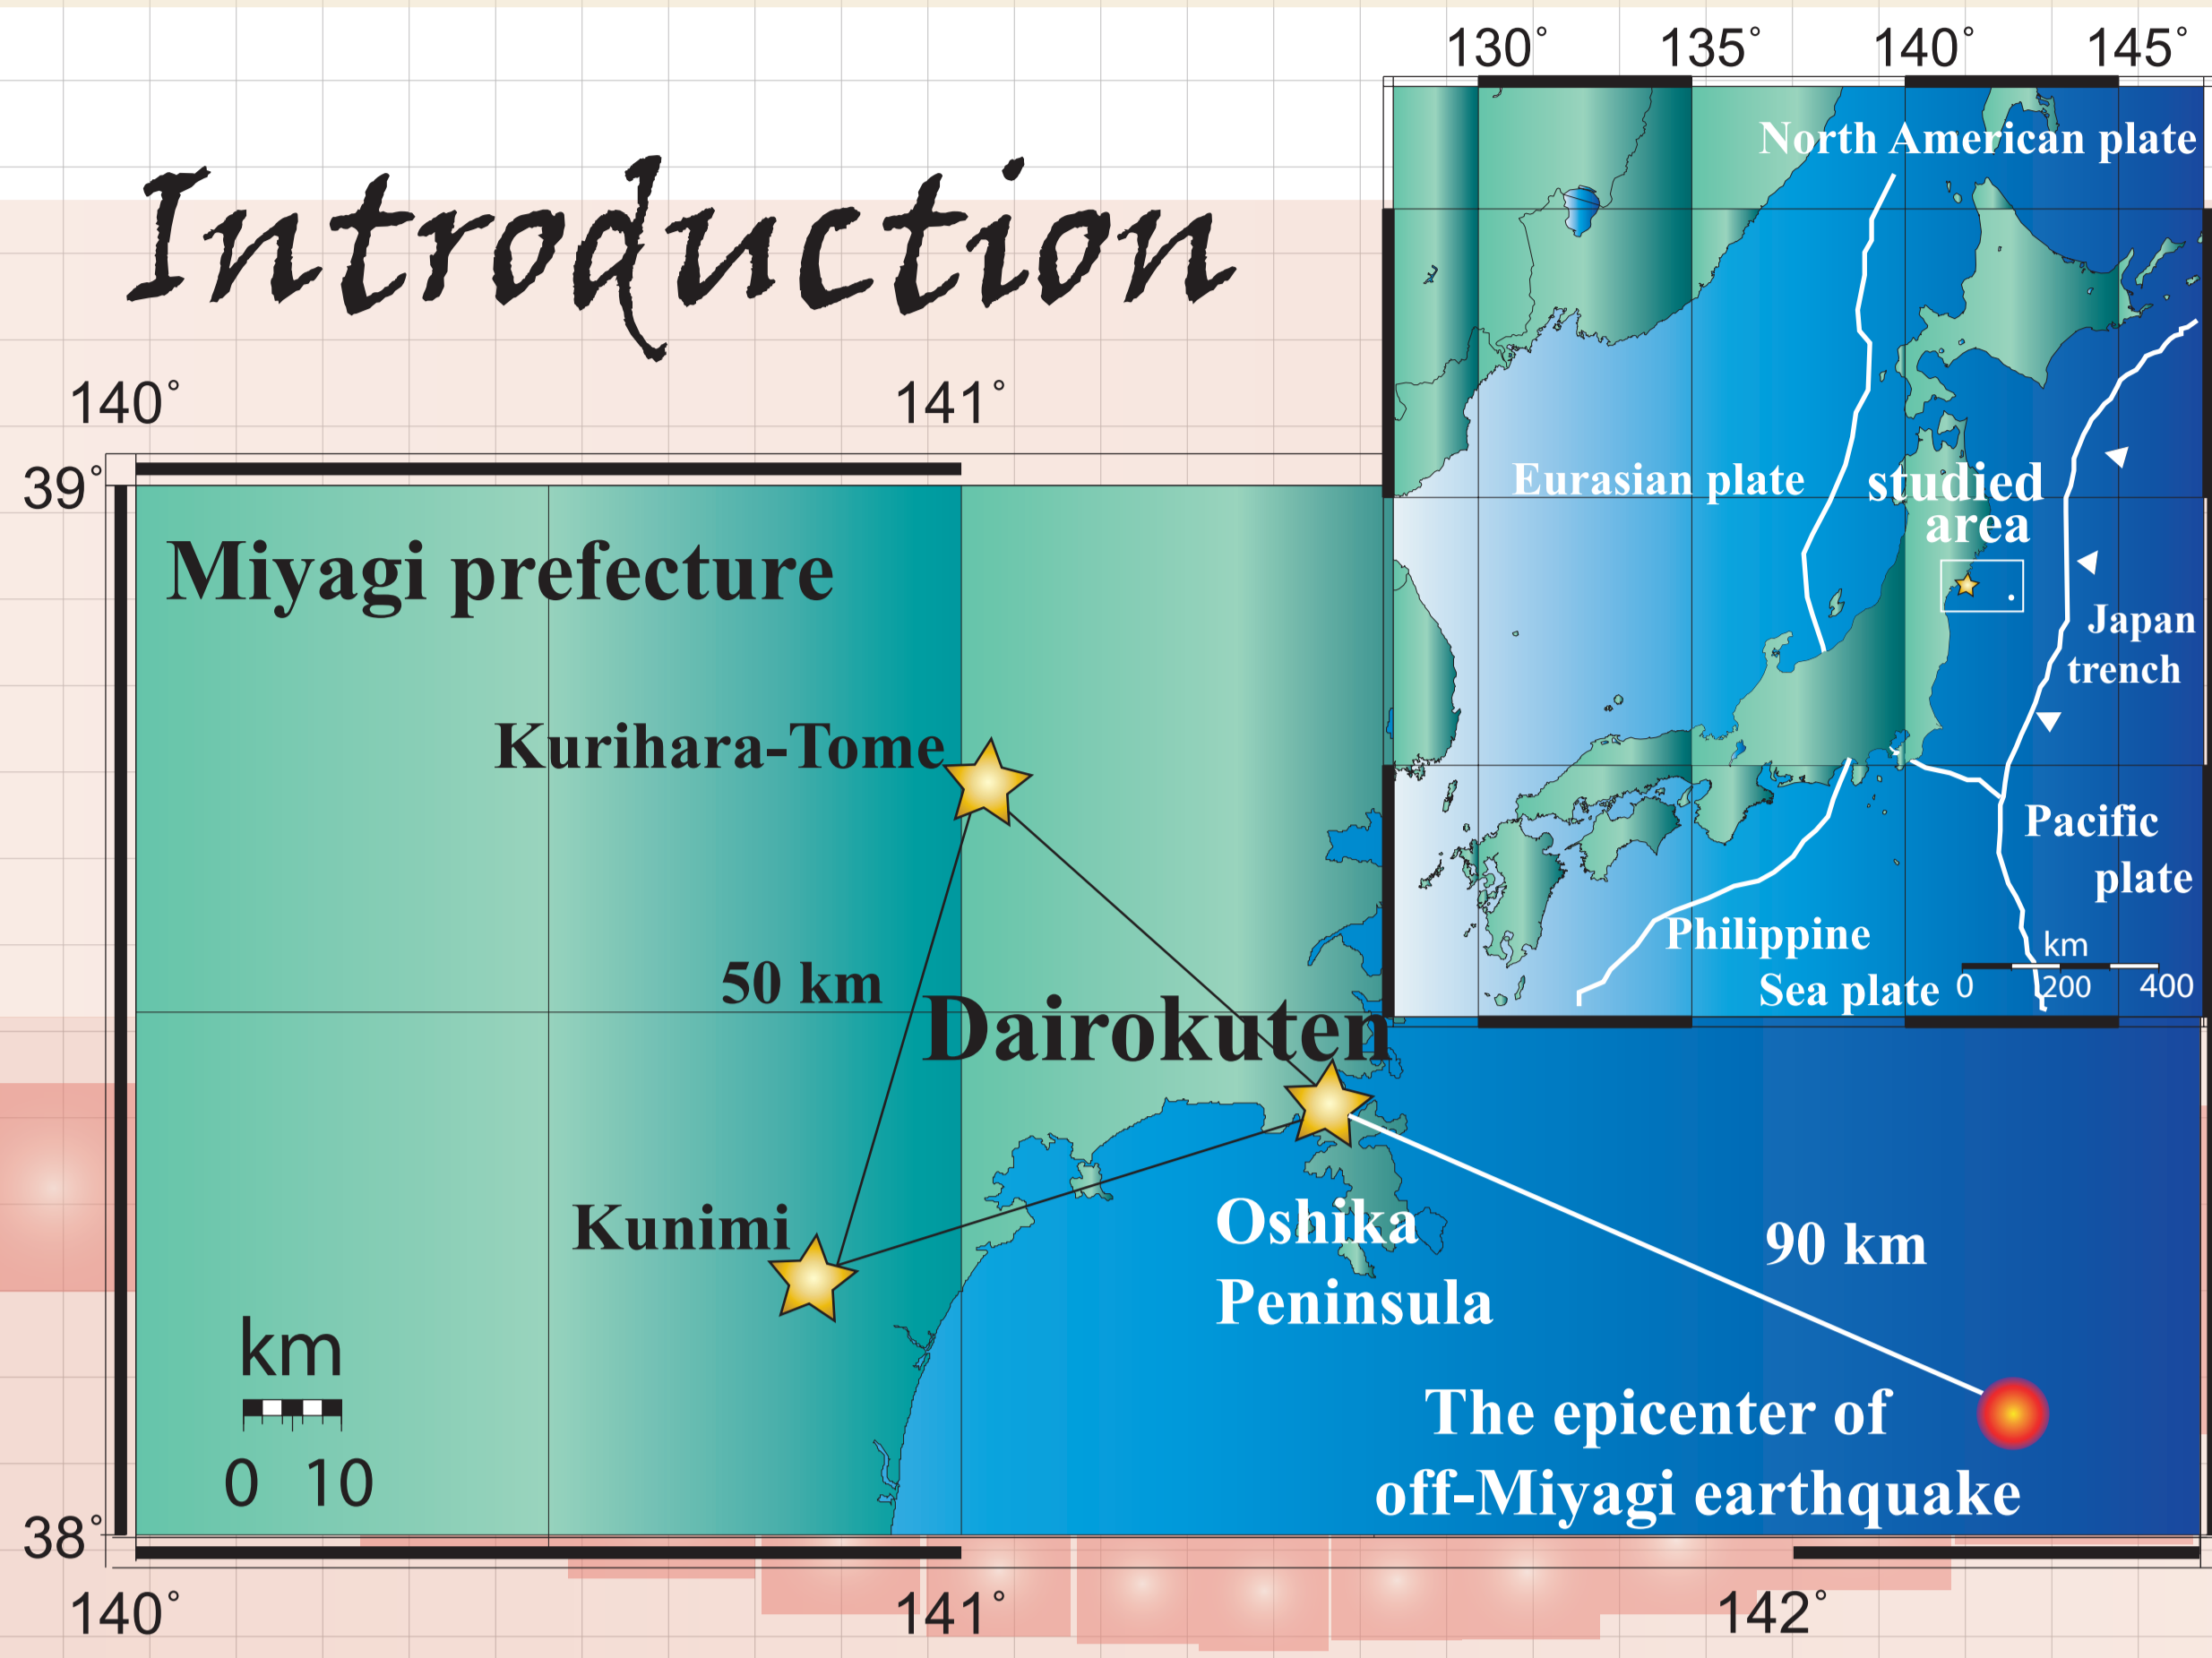 Introduction
130° 135° 140° 145°
North American plate
Eurasian plate
studied
area
Japan
trench
Pacific
plate
Philippine
Sea plate
km
0 200 400
140° 141°
39°
Miyagi prefecture
Kurihara-Tome
50 km
Dairokuten
Kunimi
Oshika
Peninsula
90 km
km
0 10
The epicenter of
off-Miyagi earthquake
38°
140° 141° 142°